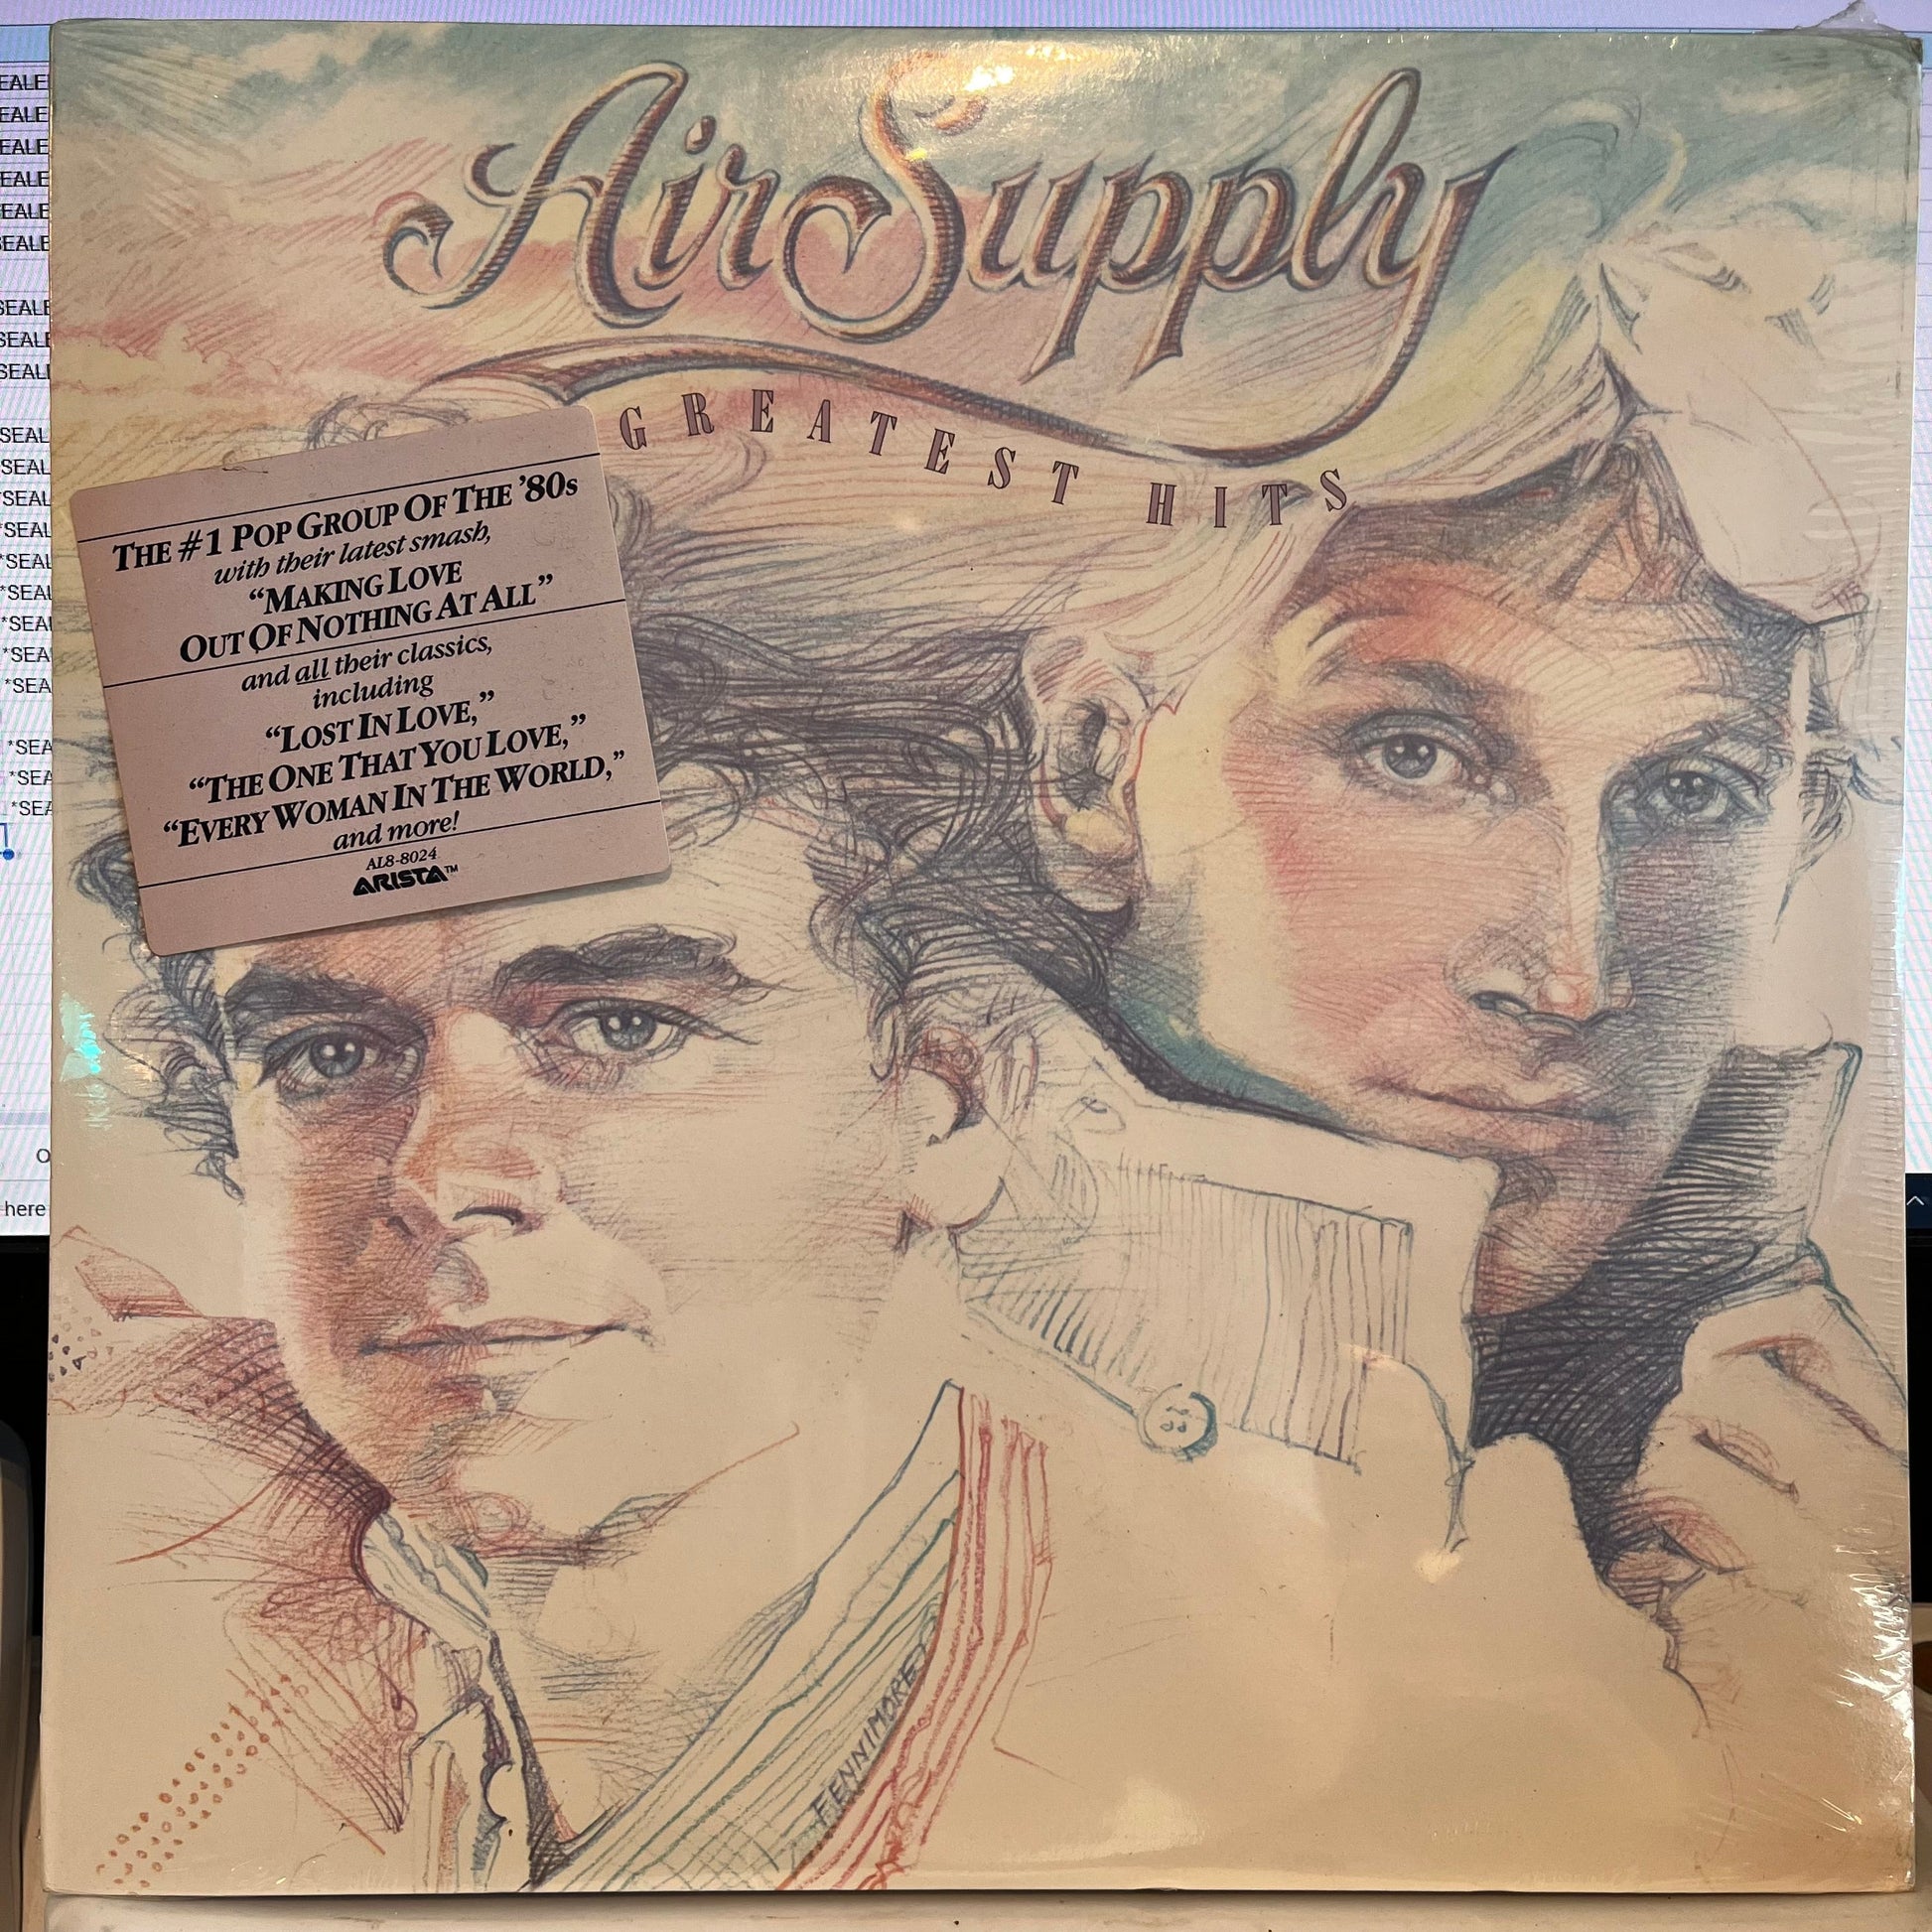 Air Supply
GREATEST HITS
THE #1 POP GROUP OF THE '80s
with their latest smash,
“MAKING LOVE
OUT OF NOTHING AT ALL”
and all their classics,
including
“LOST IN LOVE,”
“THE ONE THAT YOU LOVE,”
“EVERY WOMAN IN THE WORLD,”
and more!
AL8-8024
ARISTA™
FENNIMORE
here